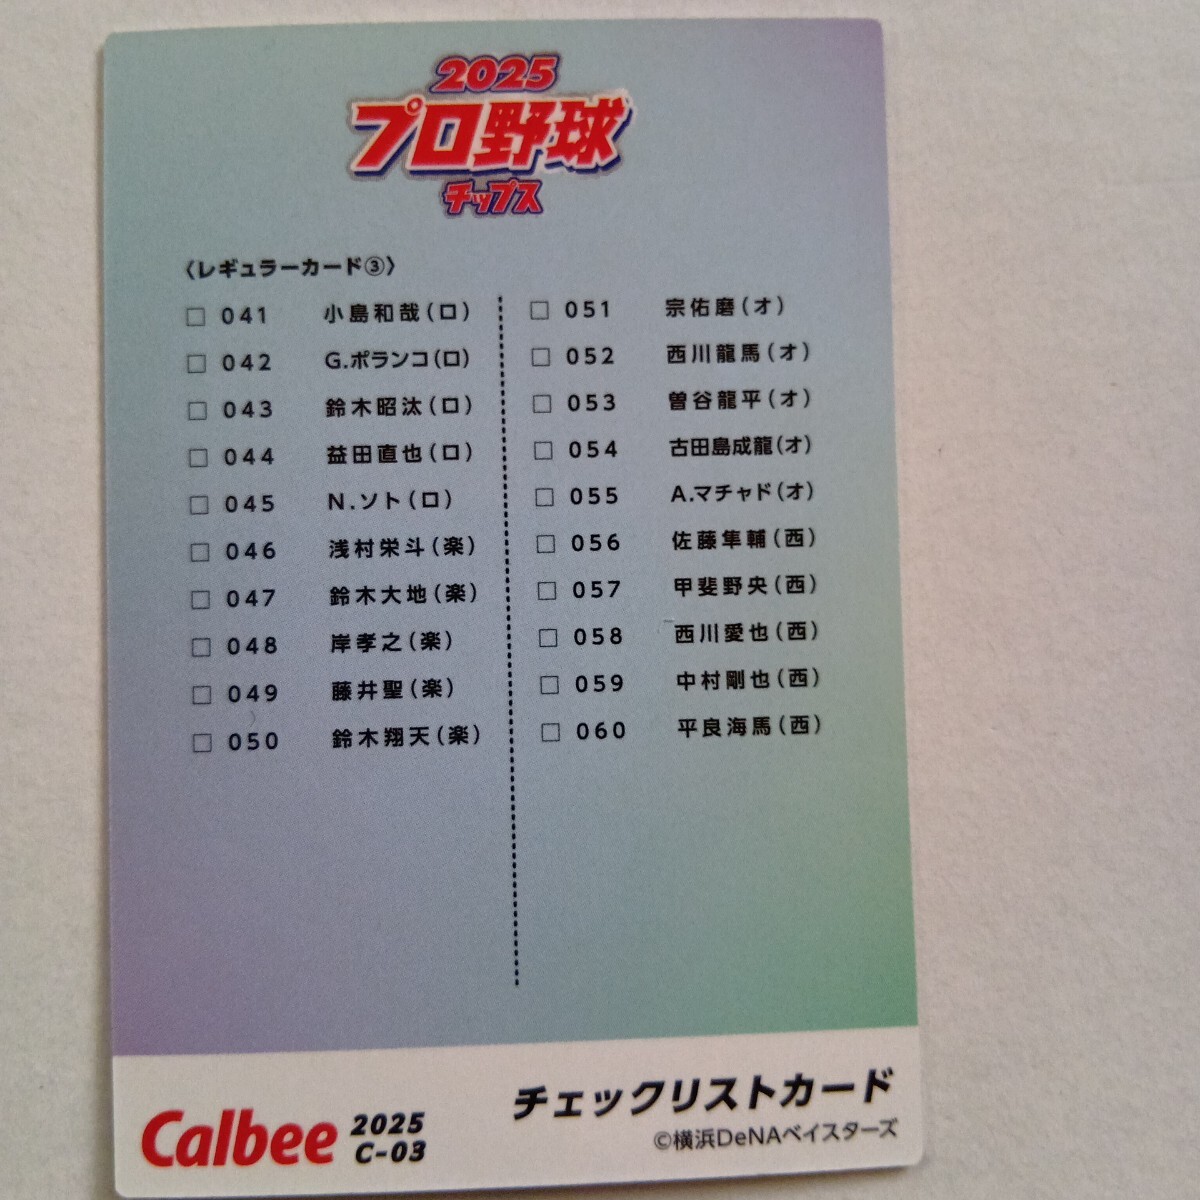 2025
プロ野球
チップス
〈レギュラーカード③〉
□ 041 小島和哉(ロ)
□ 042 G.ポランコ(ロ)
□ 043 鈴木昭汰(ロ)
□ 044 益田直也(ロ)
□ 045 N.ソト(ロ)
□ 046 浅村栄斗(楽)
□ 047 鈴木大地(楽)
□ 048 岸孝之(楽)
□ 049 藤井聖(楽)
□ 050 鈴木翔天(楽)
□ 051 宗佑磨(オ)
□ 052 西川龍馬(オ)
□ 053 曽谷龍平(オ)
□ 054 古田島成龍(オ)
□ 055 A.マチャド(オ)
□ 056 佐藤隼輔(西)
□ 057 甲斐野央(西)
□ 058 西川愛也(西)
□ 059 中村剛也(西)
□ 060 平良海馬(西)
Calbee
2025
C-03
チェックリストカード
©横浜DeNAベイスターズ